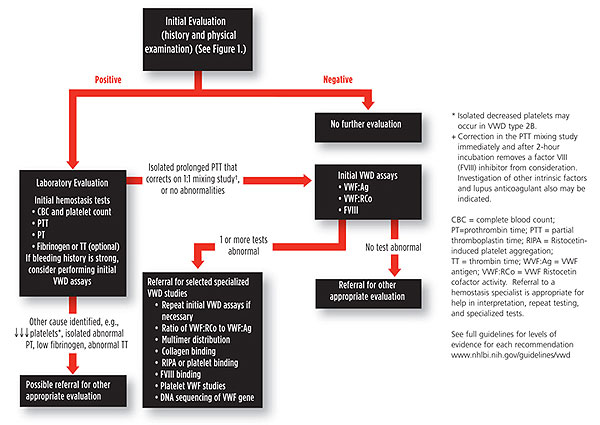 Initial Evaluation
(history and physical
examination) (See Figure 1.)
Positive
Negative
No further evaluation
Laboratory Evaluation
Initial hemostasis tests
• CBC and platelet count
• PTT
• PT
• Fibrinogen or TT (optional)
If bleeding history is strong,
consider performing initial
VWD assays
Isolated prolonged PTT that
corrects on 1:1 mixing study†,
or no abnormalities
Initial VWD assays
• VWF:Ag
• VWF:RCo
• FVIII
1 or more tests
abnormal
No test abnormal
Referral for other
appropriate evaluation
Referral for selected specialized
VWD studies
• Repeat initial VWD assays if
necessary
• Ratio of VWF:RCo to VWF:Ag
• Multimer distribution
• Collagen binding
• RIPA or platelet binding
• FVIII binding
• Platelet VWF studies
• DNA sequencing of VWF gene
Other cause identified, e.g.,
↓↓↓platelets*, isolated abnormal
PT, low fibrinogen, abnormal TT
Possible referral for other
appropriate evaluation
* Isolated decreased platelets may
occur in VWD type 2B.
+ Correction in the PTT mixing study
immediately and after 2-hour
incubation removes a factor VIII
(FVIII) inhibitor from consideration.
Investigation of other intrinsic factors
and lupus anticoagulant also may be
indicated.
CBC = complete blood count;
PT=prothrombin time; PTT = partial
thromboplastin time; RIPA = Ristocetin-
induced platelet aggregation;
TT = thrombin time; VWF:Ag = VWF
antigen; VWF:RCo = VWF Ristocetin
cofactor activity. Referral to a
hemostasis specialist is appropriate for
help in interpretation, repeat testing,
and specialized tests.
See full guidelines for levels of
evidence for each recommendation
www.nhlbi.nih.gov/guidelines/vwd